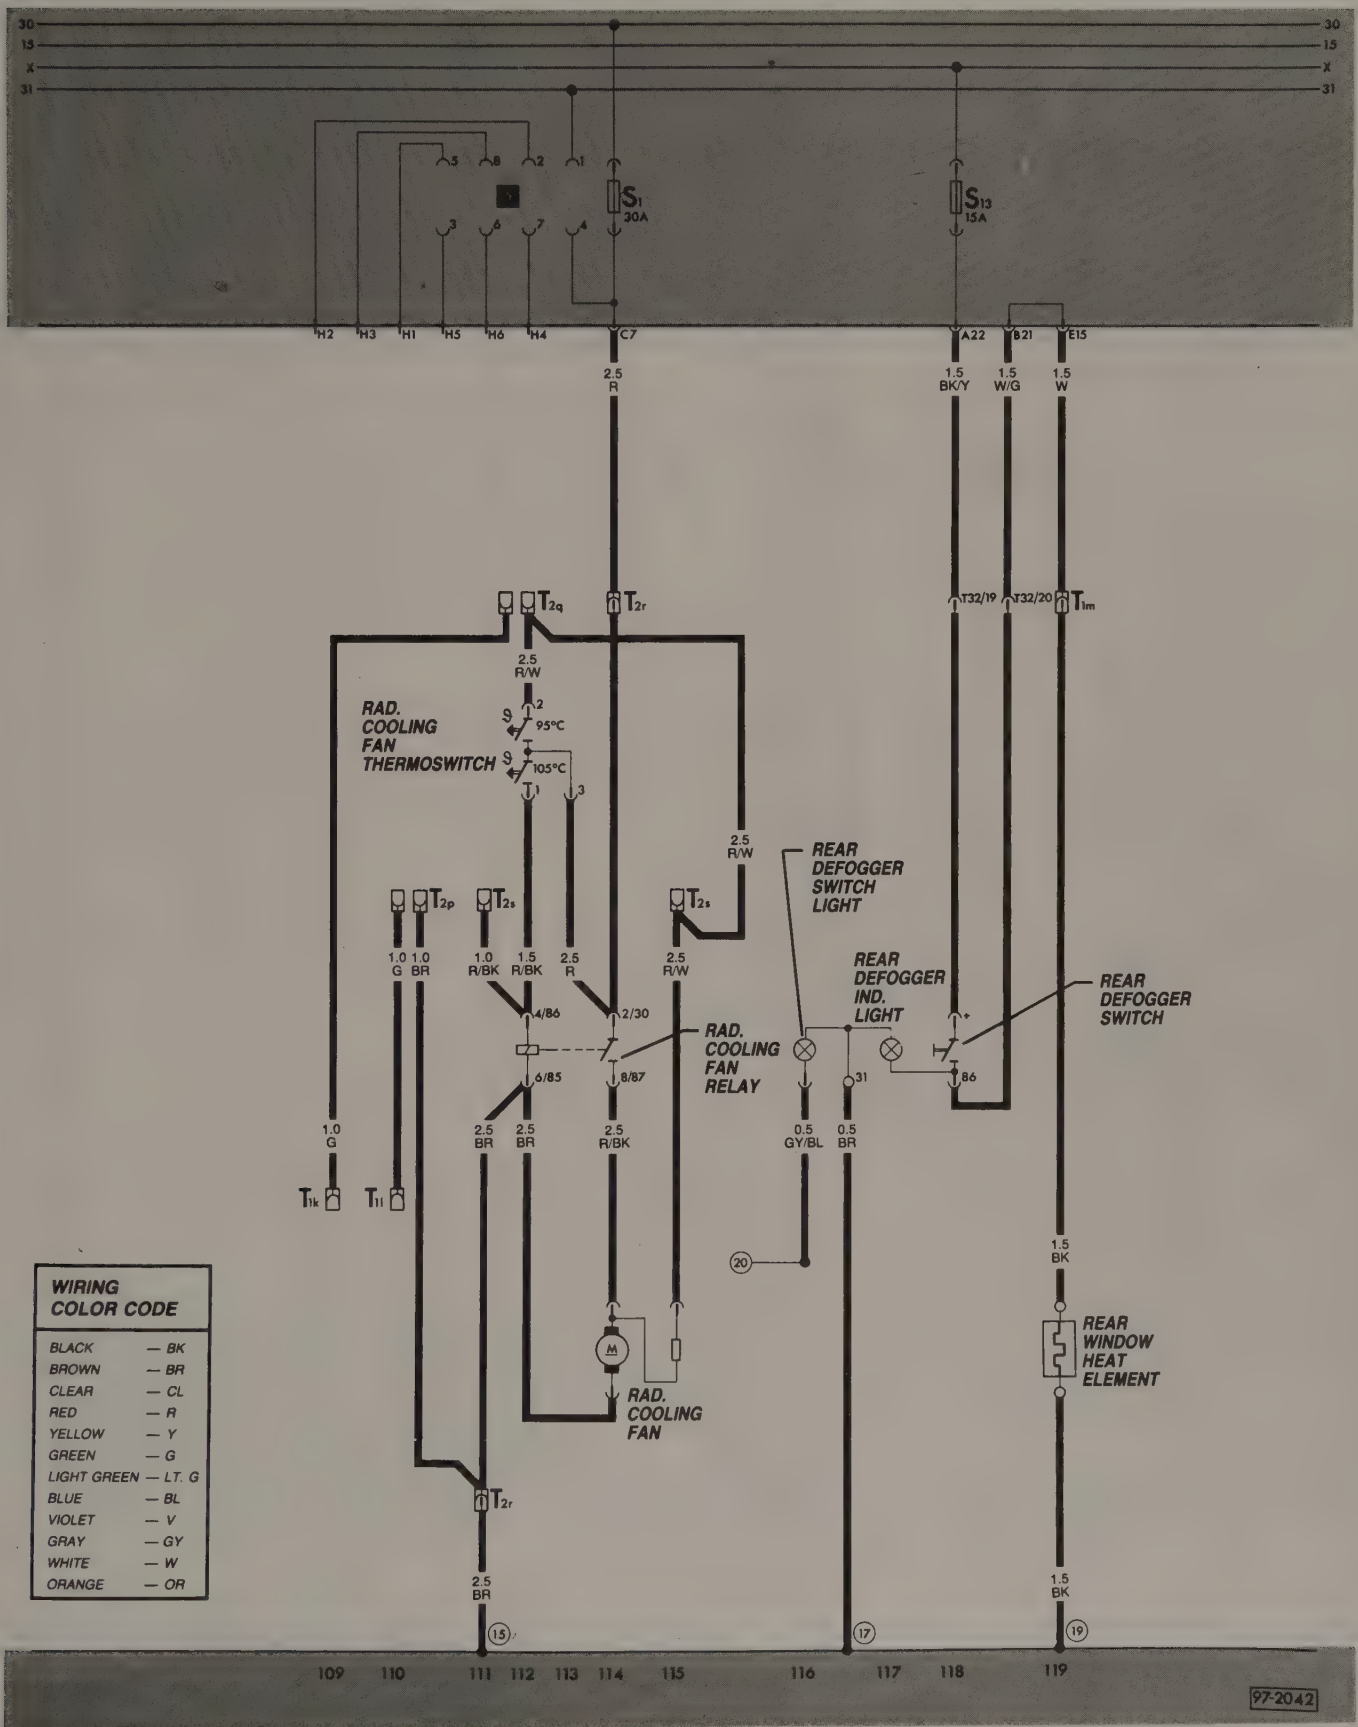 30 30
15 15
X X
31 31
5 8 2 1
S1
30A
S13
15A
3 6 7 4
H2 H3 H1 H5 H6 H4 C7 A22 B21 E15
2.5
R
1.5
BK/Y
1.5
W/G
1.5
W
T2q T2r T32/19 T32/20 T1m
2.5
R/W
RAD.
COOLING
FAN
THERMOSWITCH
2
95°C
105°C
1 3
2.5
R/W
REAR
DEFOGGER
SWITCH
LIGHT
T2p T2s T2s
1.0
G
1.0
BR
1.0
R/BK
1.5
R/BK
2.5
R
2.5
R/W
REAR
DEFOGGER
IND.
LIGHT
REAR
DEFOGGER
SWITCH
4/86 2/30 +
RAD.
COOLING
FAN
RELAY
6/85 8/87 31 86
1.0
G
2.5
BR
2.5
BR
2.5
R/BK
0.5
GY/BL
0.5
BR
T1k T1l
20
1.5
BK
WIRING
COLOR CODE
BLACK — BK
BROWN — BR
CLEAR — CL
RED — R
YELLOW — Y
GREEN — G
LIGHT GREEN — LT. G
BLUE — BL
VIOLET — V
GRAY — GY
WHITE — W
ORANGE — OR
M
RAD.
COOLING
FAN
REAR
WINDOW
HEAT
ELEMENT
T2r
2.5
BR
1.5
BK
15 17 19
109 110 111 112 113 114 115 116 117 118 119
97-2042